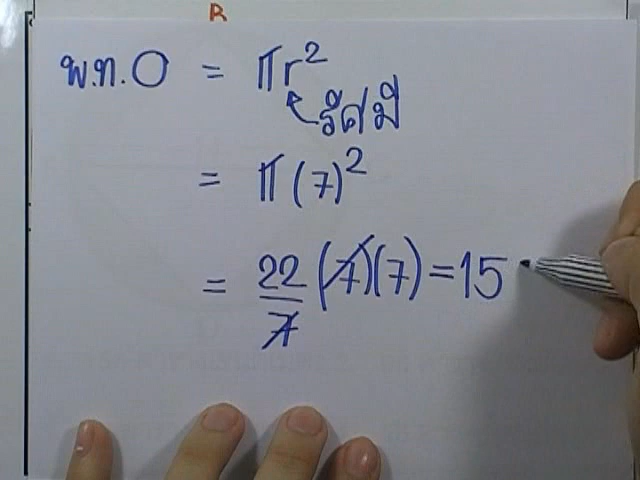 R
พ.ท.○ = πr²
รัศมี
= π(7)²
= 22/7 (7)(7) = 15